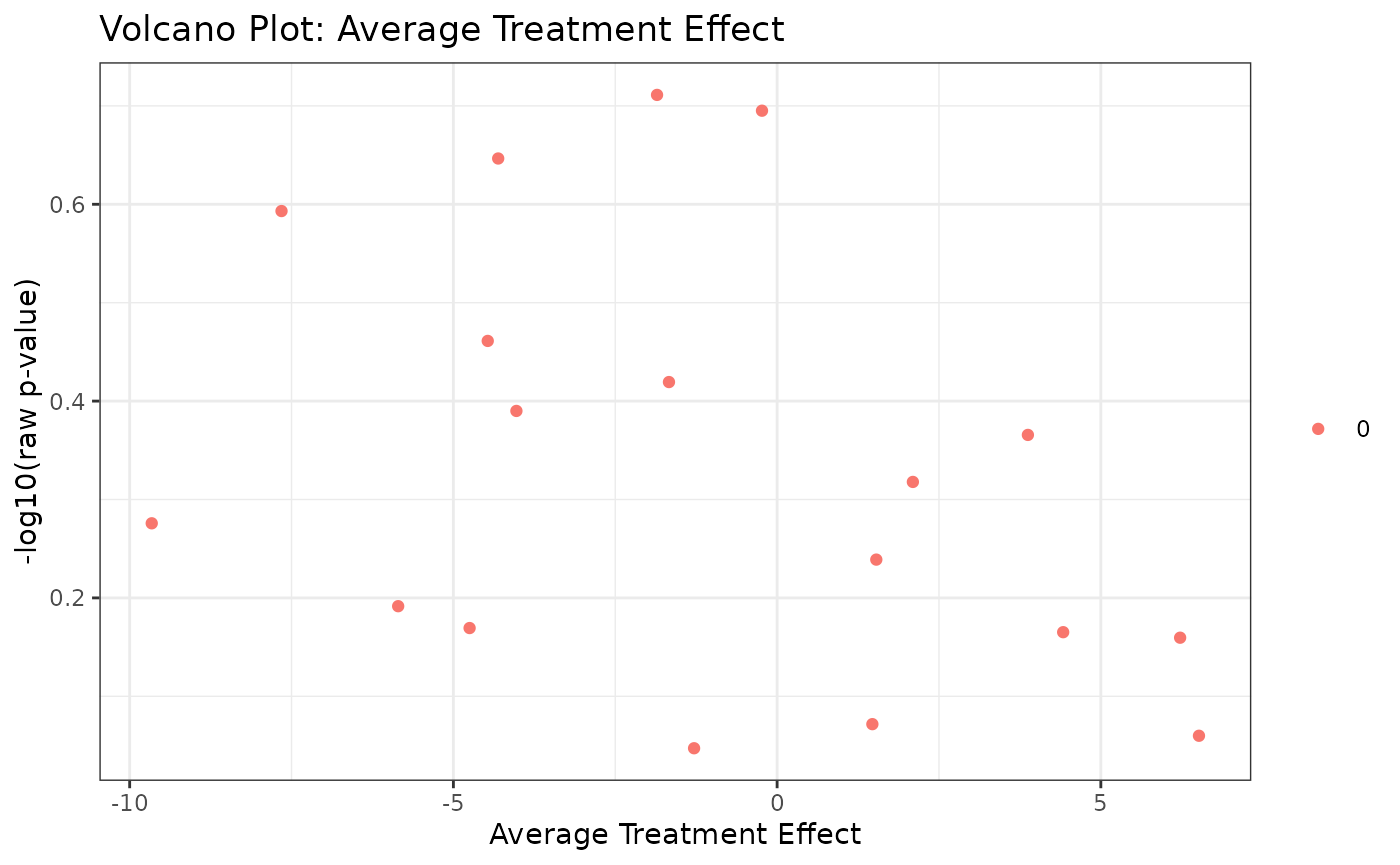 Volcano Plot: Average Treatment Effect
-log10(raw p-value)
0.6
0.4
0.2
-10 -5 0 5
Average Treatment Effect
0